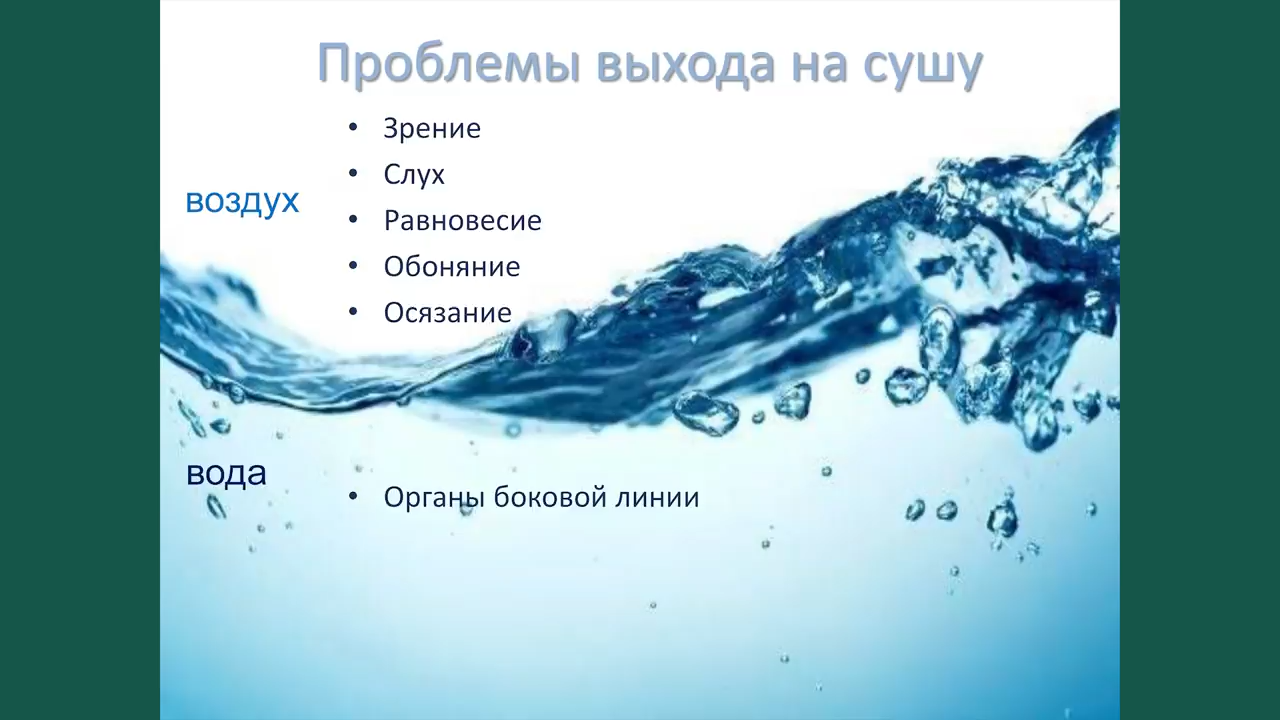 Проблемы выхода на сушу
• Зрение
• Слух
воздух
• Равновесие
• Обоняние
• Осязание
вода
• Органы боковой линии